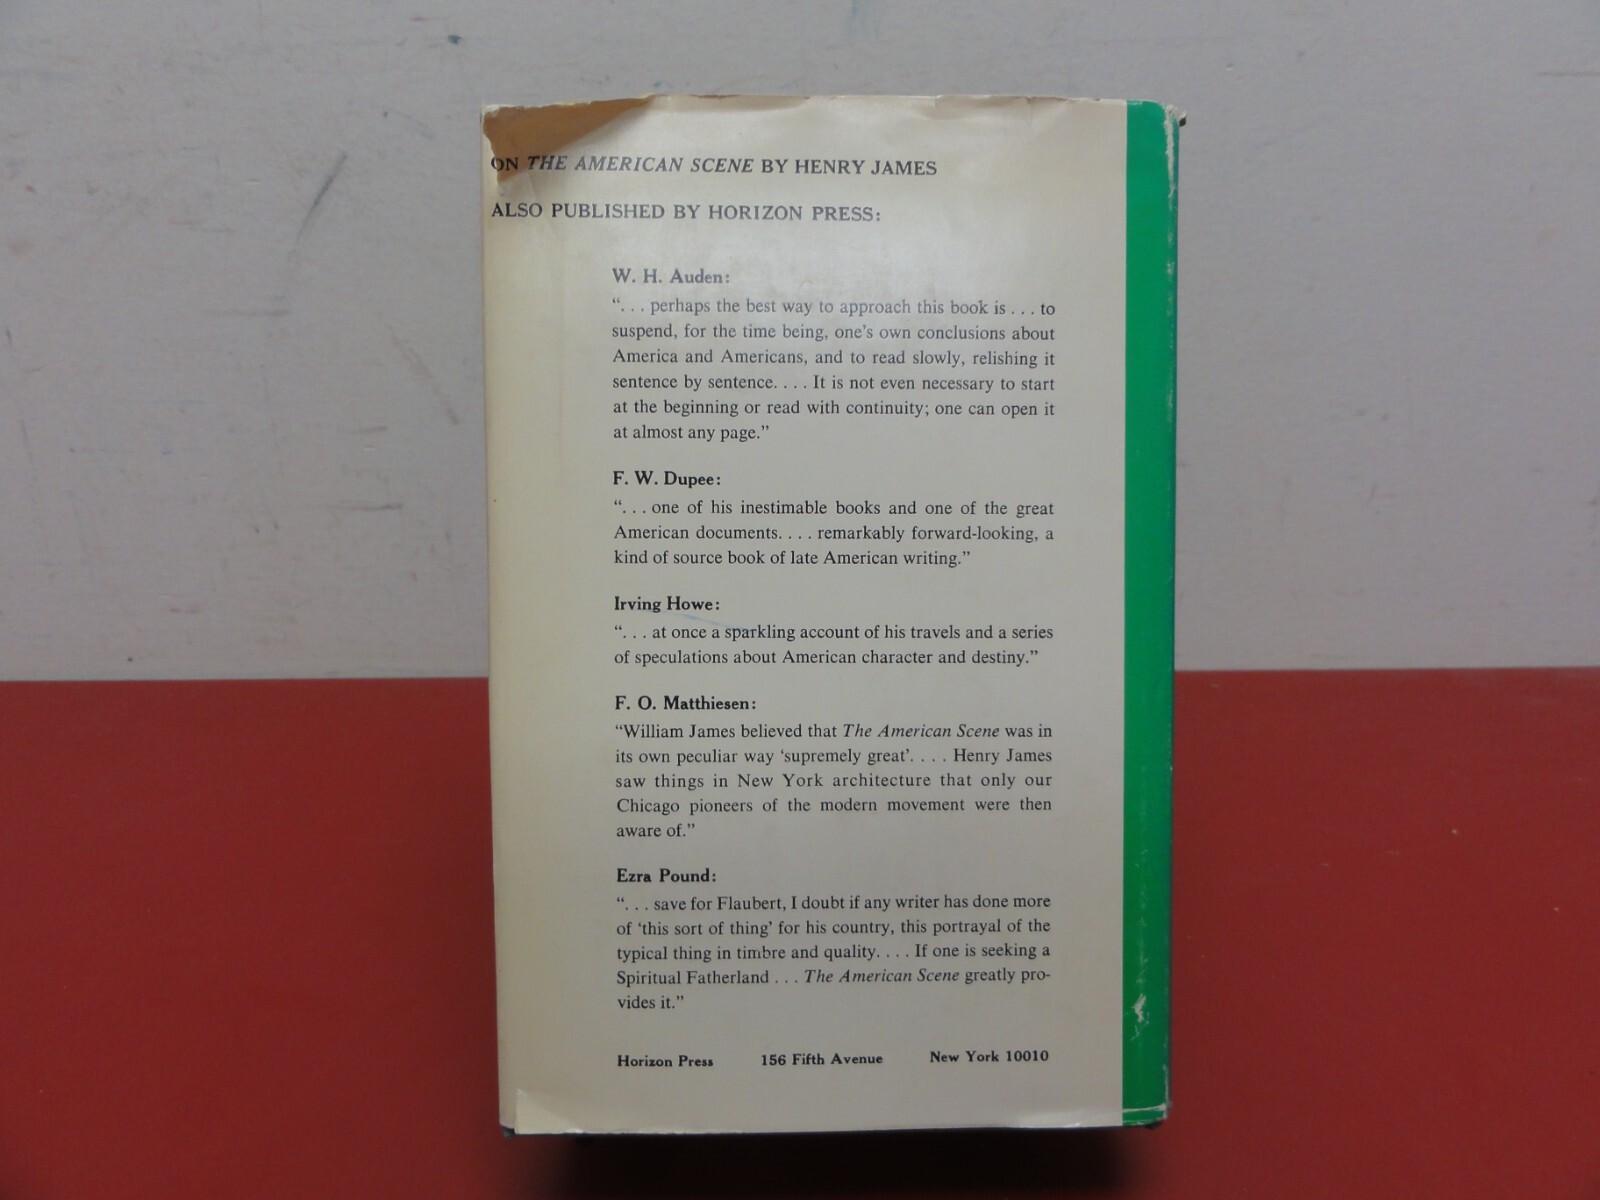 ON THE AMERICAN SCENE BY HENRY JAMES
ALSO PUBLISHED BY HORIZON PRESS:
W. H. Auden:
“. . . perhaps the best way to approach this book is . . . to
suspend, for the time being, one’s own conclusions about
America and Americans, and to read slowly, relishing it
sentence by sentence. . . . It is not even necessary to start
at the beginning or read with continuity; one can open it
at almost any page.”
F. W. Dupee:
“. . . one of his inestimable books and one of the great
American documents. . . . remarkably forward-looking, a
kind of source book of late American writing.”
Irving Howe:
“. . . at once a sparkling account of his travels and a series
of speculations about American character and destiny.”
F. O. Matthiesen:
“William James believed that The American Scene was in
its own peculiar way ‘supremely great’. . . . Henry James
saw things in New York architecture that only our
Chicago pioneers of the modern movement were then
aware of.”
Ezra Pound:
“. . . save for Flaubert, I doubt if any writer has done more
of ‘this sort of thing’ for his country, this portrayal of the
typical thing in timbre and quality. . . . If one is seeking a
Spiritual Fatherland . . . The American Scene greatly pro-
vides it.”
Horizon Press 156 Fifth Avenue New York 10010